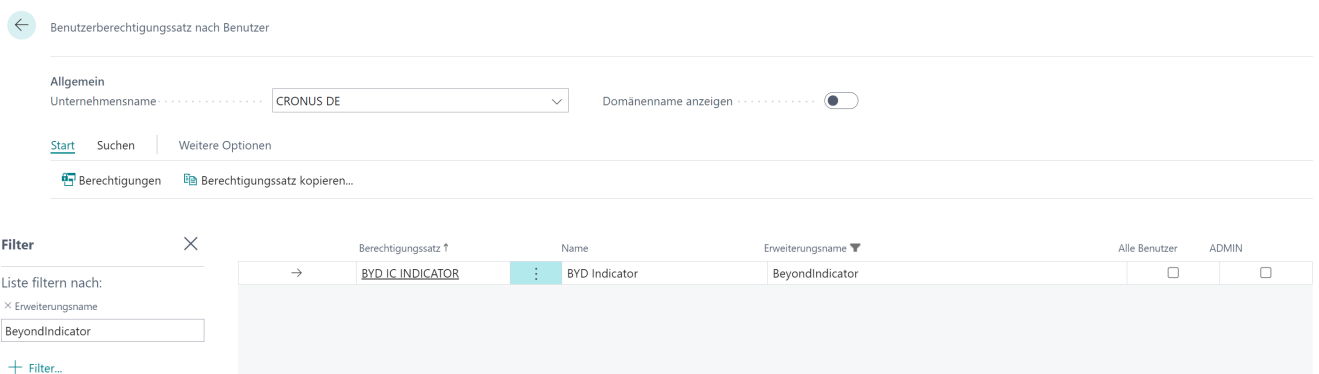 Benutzerberechtigungssatz nach Benutzer
Allgemein
Unternehmensname CRONUS DE Domänenname anzeigen
Start Suchen Weitere Optionen
Berechtigungen Berechtigungssatz kopieren...
Filter
Berechtigungssatz ↑ Name Erweiterungsname Alle Benutzer ADMIN
BYD IC INDICATOR BYD Indicator BeyondIndicator
Liste filtern nach:
× Erweiterungsname
BeyondIndicator
+ Filter...